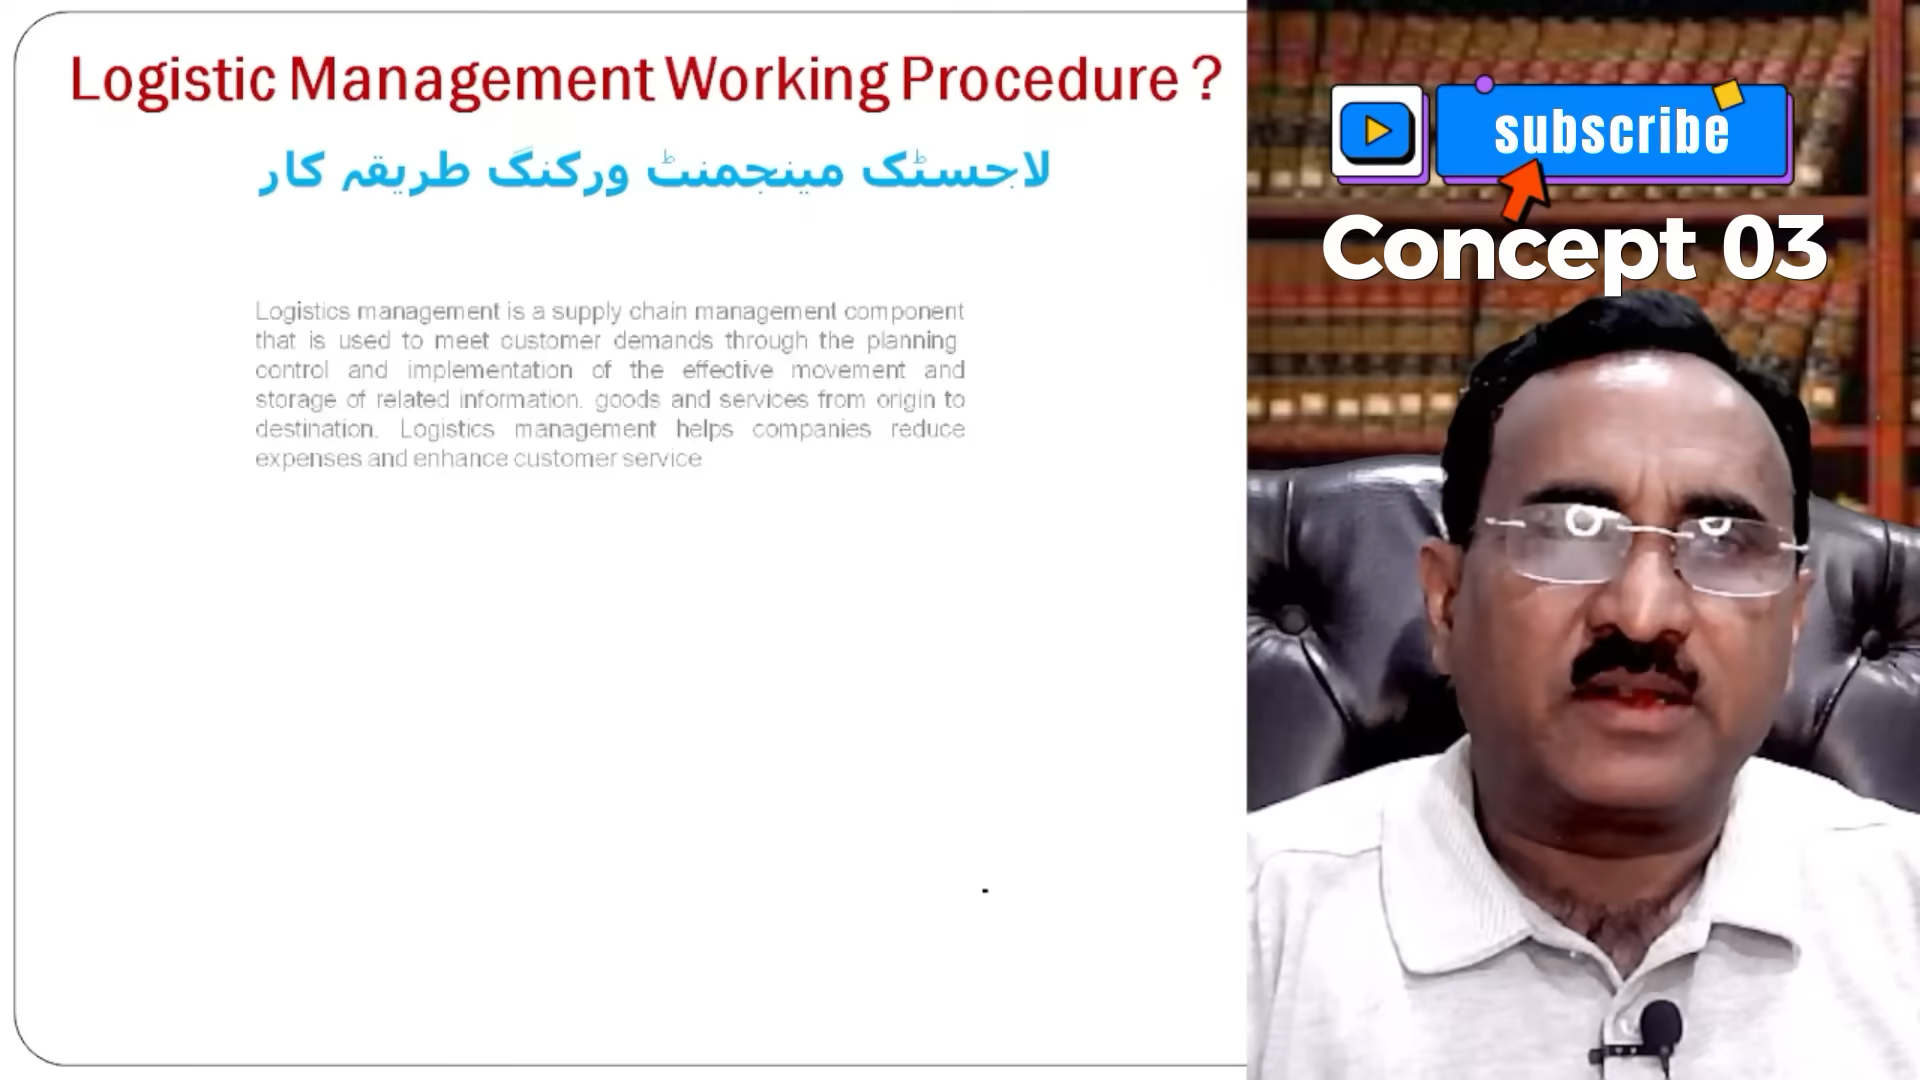 Logistic Management Working Procedure ?
لاجسٹک مینجمنٹ ورکنگ طریقہ کار
Logistics management is a supply chain management component
that is used to meet customer demands through the planning
control and implementation of the effective movement and
storage of related information. goods and services from origin to
destination. Logistics management helps companies reduce
expenses and enhance customer service
subscribe
Concept 03